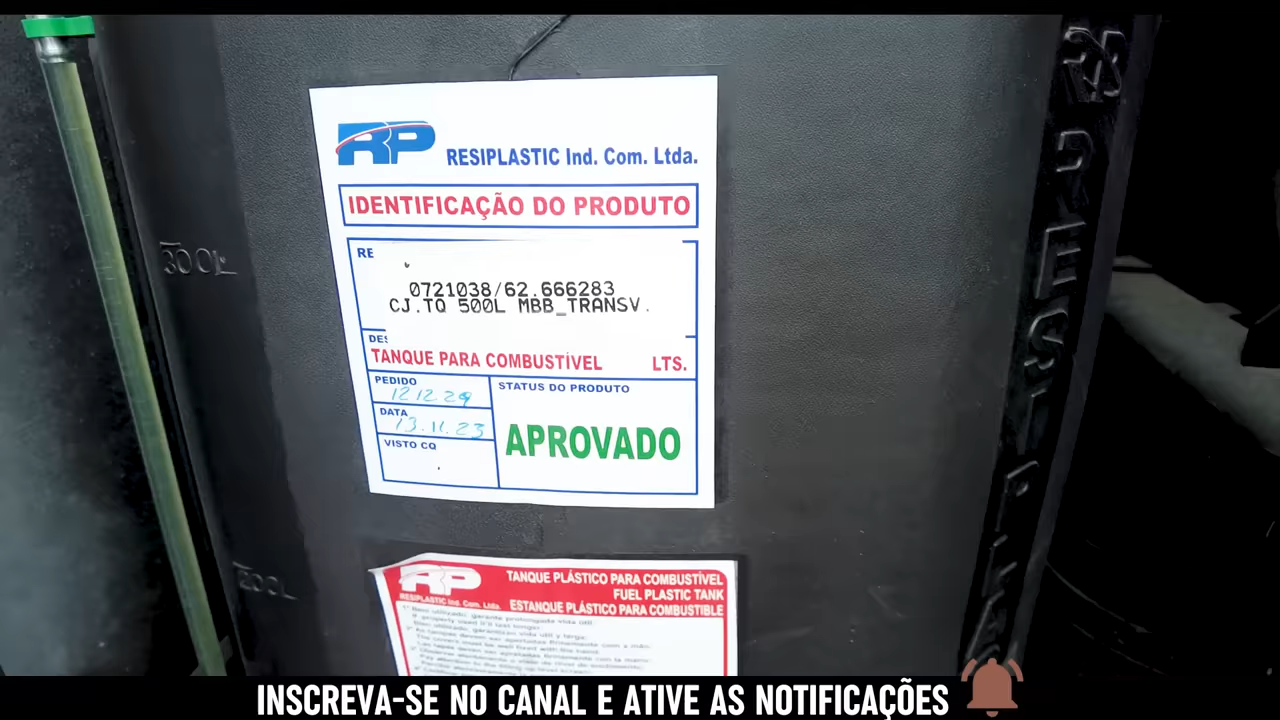 RP
RESIPLASTIC Ind. Com. Ltda.
IDENTIFICAÇÃO DO PRODUTO
RE
0721038/62.666283
CJ.TQ 500L MBB_TRANSV.
DES
TANQUE PARA COMBUSTÍVEL LTS.
PEDIDO
12.12.29
STATUS DO PRODUTO
DATA
13.11.23
APROVADO
VISTO CQ
300L
200L
RP RESIPLAS
RP
TANQUE PLÁSTICO PARA COMBUSTÍVEL
FUEL PLASTIC TANK
RESIPLASTIC Ind. Com. Ltda.
ESTANQUE PLÁSTICO PARA COMBUSTIBLE
INSCREVA-SE NO CANAL E ATIVE AS NOTIFICAÇÕES